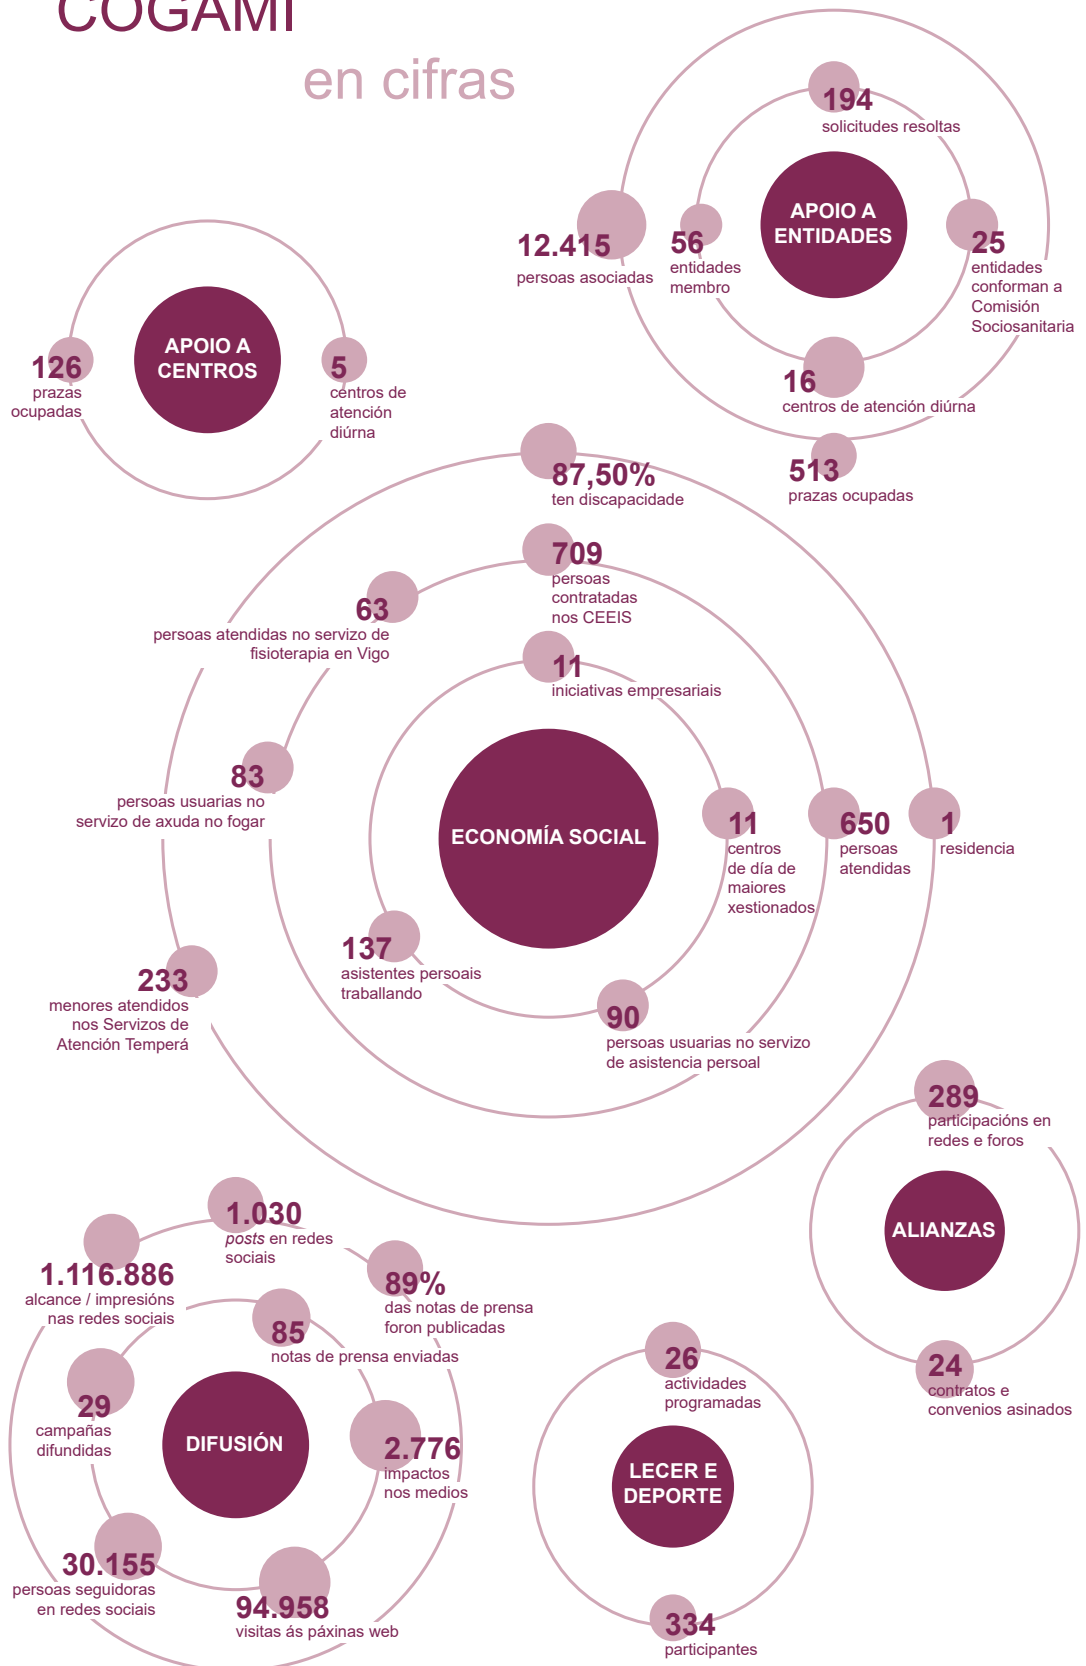 COGAMI
en cifras
194
solicitudes resoltas
APOIO A
ENTIDADES
12.415
persoas asociadas
56
entidades
membro
25
entidades
conforman a
Comisión
Sociosanitaria
16
centros de atención diúrna
513
prazas ocupadas
APOIO A
CENTROS
126
prazas
ocupadas
5
centros de
atención
diúrna
87,50%
ten discapacidade
709
persoas
contratadas
nos CEEIS
63
persoas atendidas no servizo de
fisioterapia en Vigo
11
iniciativas empresariais
83
persoas usuarias no
servizo de axuda no fogar
ECONOMÍA SOCIAL
11
centros
de día de
maiores
xestionados
650
persoas
atendidas
1
residencia
137
asistentes persoais
traballando
233
menores atendidos
nos Servizos de
Atención Temperá
90
persoas usuarias no servizo
de asistencia persoal
289
participacións en
redes e foros
ALIANZAS
24
contratos e
convenios asinados
1.030
posts en redes
sociais
1.116.886
alcance / impresións
nas redes sociais
89%
das notas de prensa
foron publicadas
85
notas de prensa enviadas
29
campañas
difundidas
DIFUSIÓN
2.776
impactos
nos medios
30.155
persoas seguidoras
en redes sociais
94.958
visitas ás páxinas web
26
actividades
programadas
LECER E
DEPORTE
334
participantes